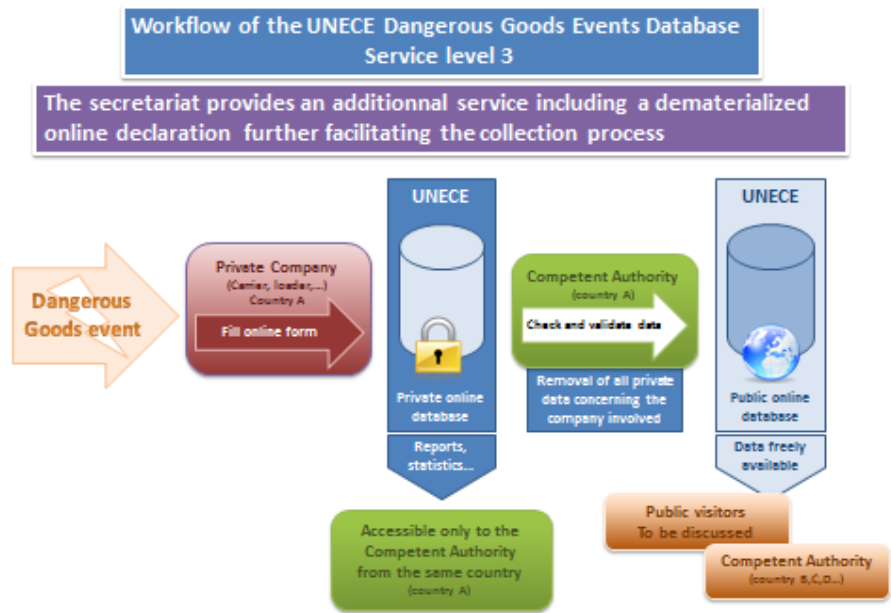 Workflow of the UNECE Dangerous Goods Events Database
Service level 3
The secretariat provides an additionnal service including a dematerialized
online declaration further facilitating the collection process
Dangerous
Goods event
Private Company
(Carrier, loader,...)
Country A
Fill online form
UNECE
Private online
database
Reports,
statistics...
Accessible only to the
Competent Authority
from the same country
(country A)
Competent Authority
(country A)
Check and validate data
Removal of all private
data concerning the
company involved
UNECE
Public online
database
Data freely
available
Public visitors
To be discussed
Competent Authority
(country B,C,D...)